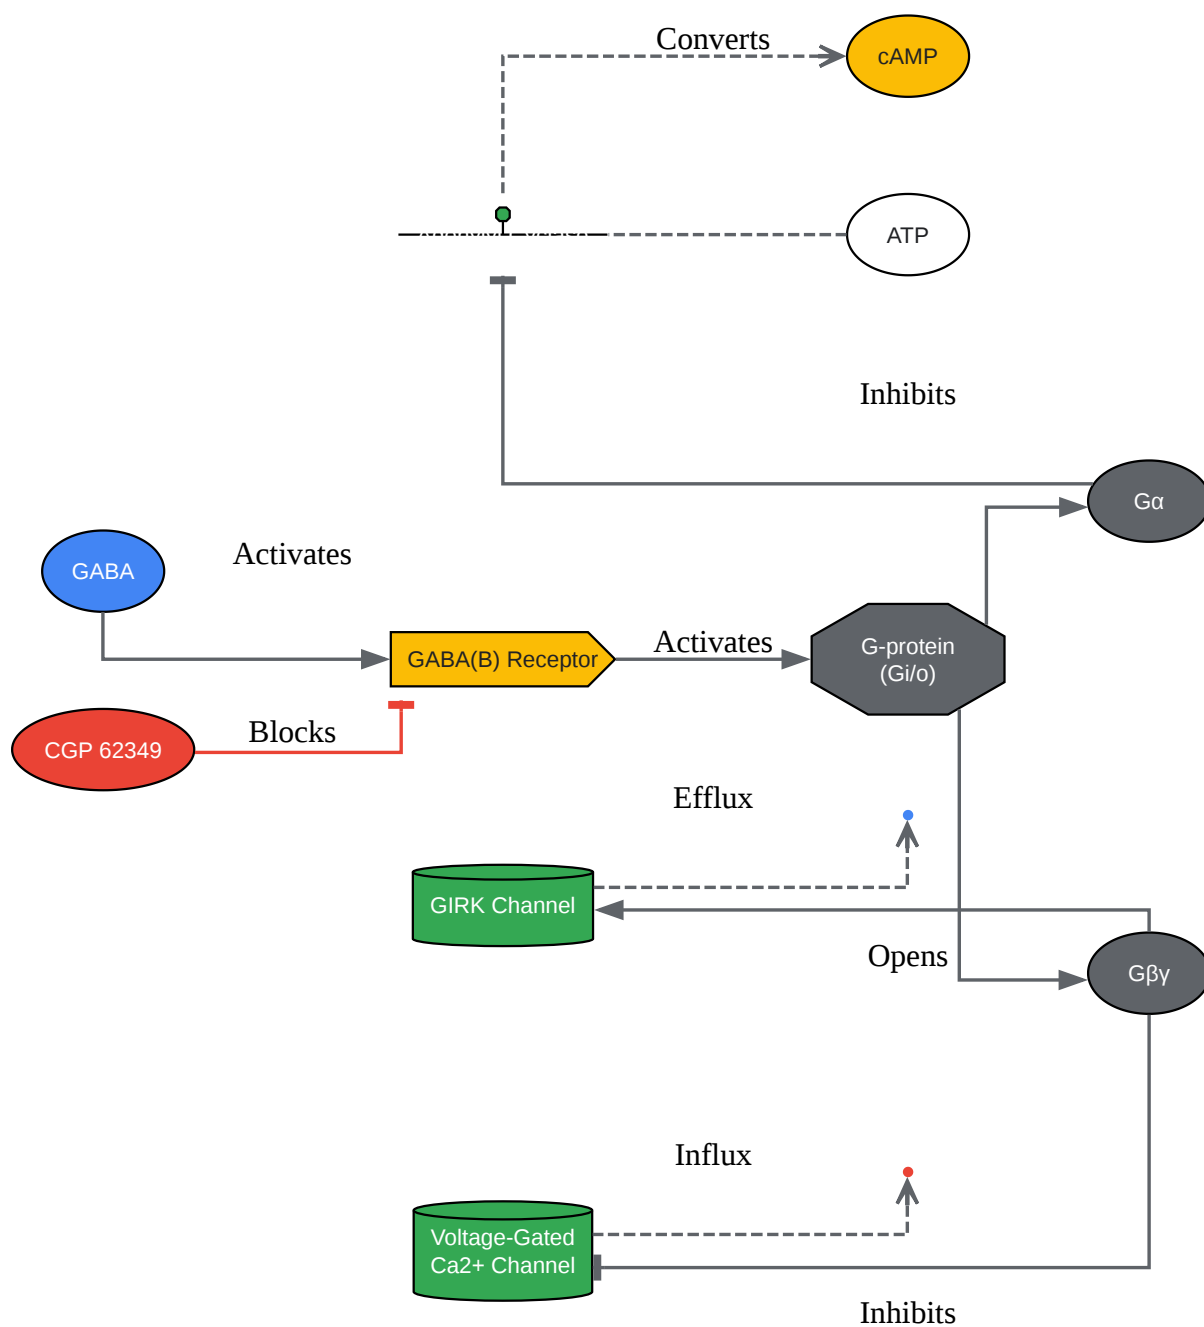 Converts
cAMP
ATP
Inhibits
Gα
GABA
Activates
GABA(B) Receptor
Activates
G-protein
(Gi/o)
CGP 62349
Blocks
Efflux
GIRK Channel
Opens
Gβγ
Influx
Voltage-Gated
Ca2+ Channel
Inhibits